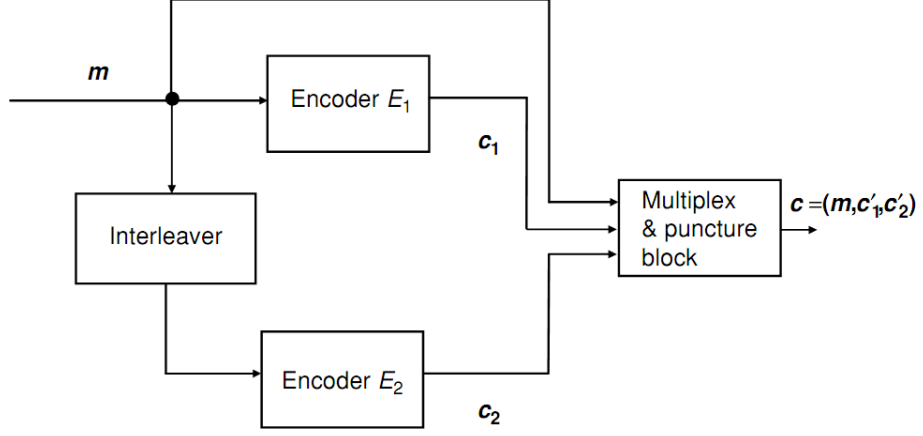 m
Encoder E₁
c₁
Interleaver
Multiplex
& puncture
block
c =(m,c′₁,c′₂)
Encoder E₂
c₂